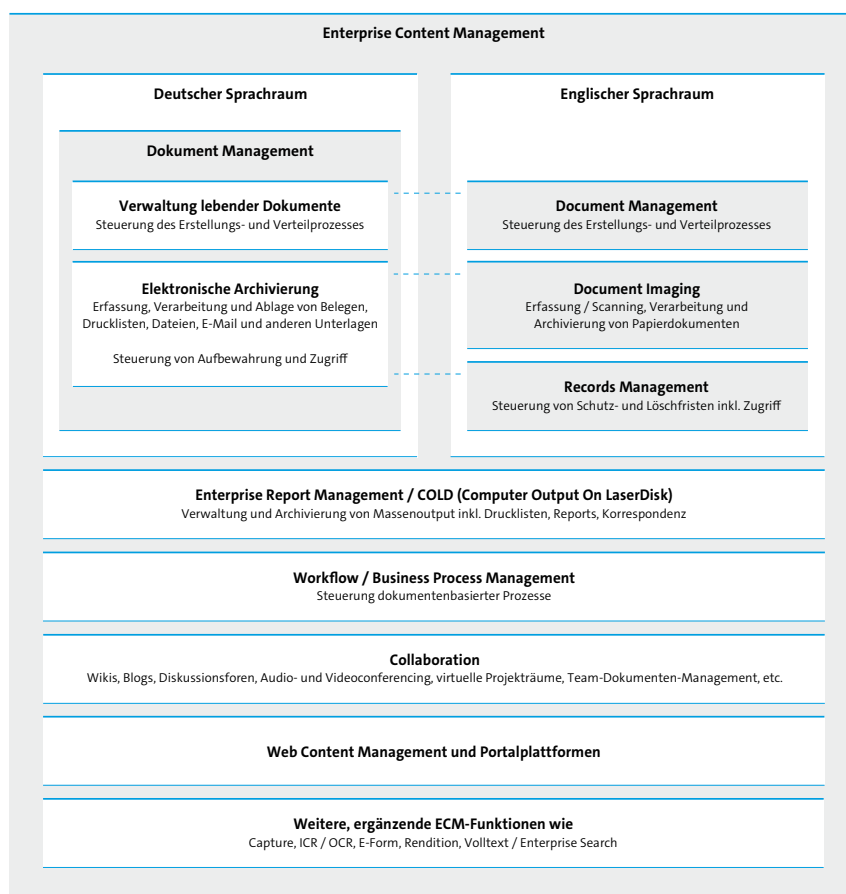 Enterprise Content Management
Deutscher Sprachraum
Dokument Management
Verwaltung lebender Dokumente
Steuerung des Erstellungs- und Verteilprozesses
Elektronische Archivierung
Erfassung, Verarbeitung und Ablage von Belegen,
Drucklisten, Dateien, E-Mail und anderen Unterlagen
Steuerung von Aufbewahrung und Zugriff
Englischer Sprachraum
Document Management
Steuerung des Erstellungs- und Verteilprozesses
Document Imaging
Erfassung / Scanning, Verarbeitung und
Archivierung von Papierdokumenten
Records Management
Steuerung von Schutz- und Löschfristen inkl. Zugriff
Enterprise Report Management / COLD (Computer Output On LaserDisk)
Verwaltung und Archivierung von Massenoutput inkl. Drucklisten, Reports, Korrespondenz
Workflow / Business Process Management
Steuerung dokumentenbasierter Prozesse
Collaboration
Wikis, Blogs, Diskussionsforen, Audio- und Videoconferencing, virtuelle Projekträume, Team-Dokumenten-Management, etc.
Web Content Management und Portalplattformen
Weitere, ergänzende ECM-Funktionen wie
Capture, ICR / OCR, E-Form, Rendition, Volltext / Enterprise Search